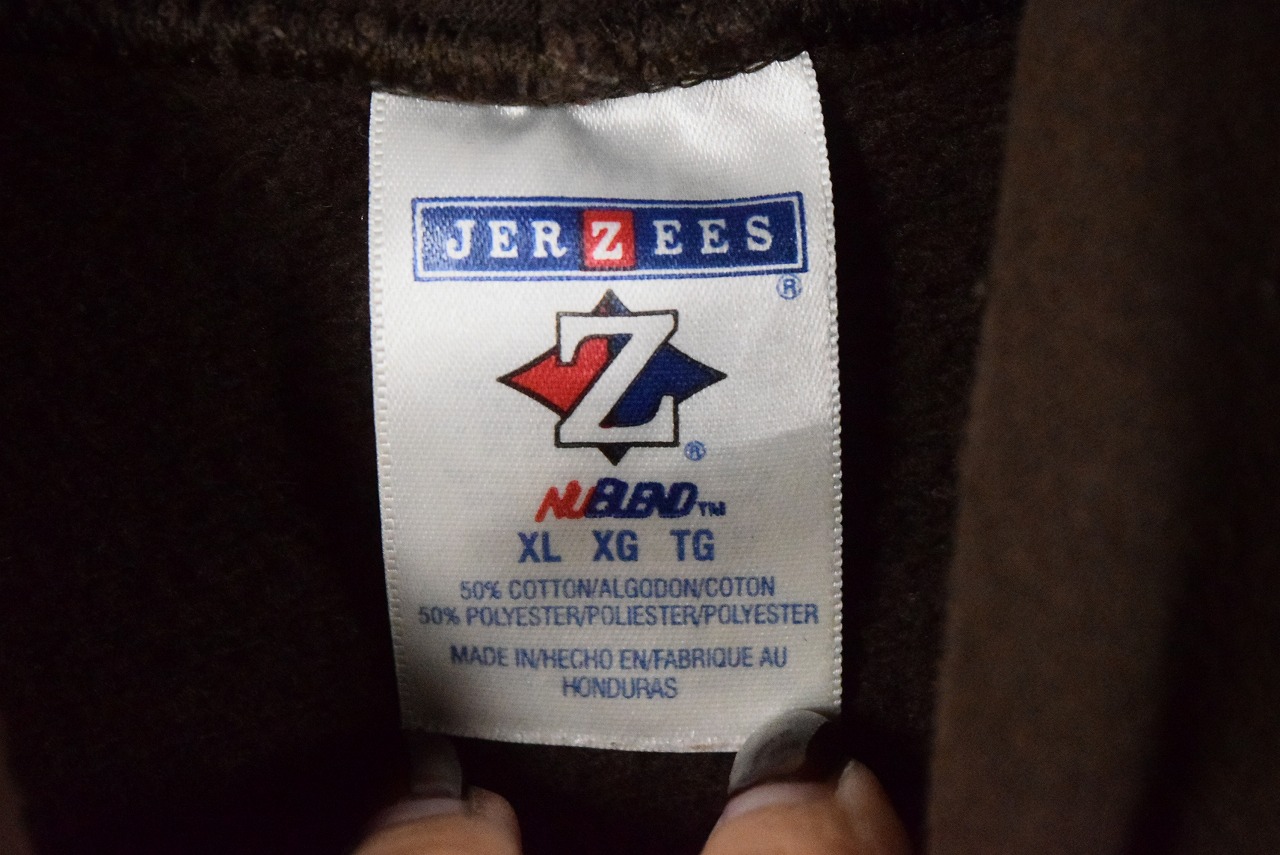 JERZEES
®
Z
®
NUBLEND™
XL XG TG
50% COTTON/ALGODON/COTON
50% POLYESTER/POLIESTER/POLYESTER
MADE IN/HECHO EN/FABRIQUE AU
HONDURAS